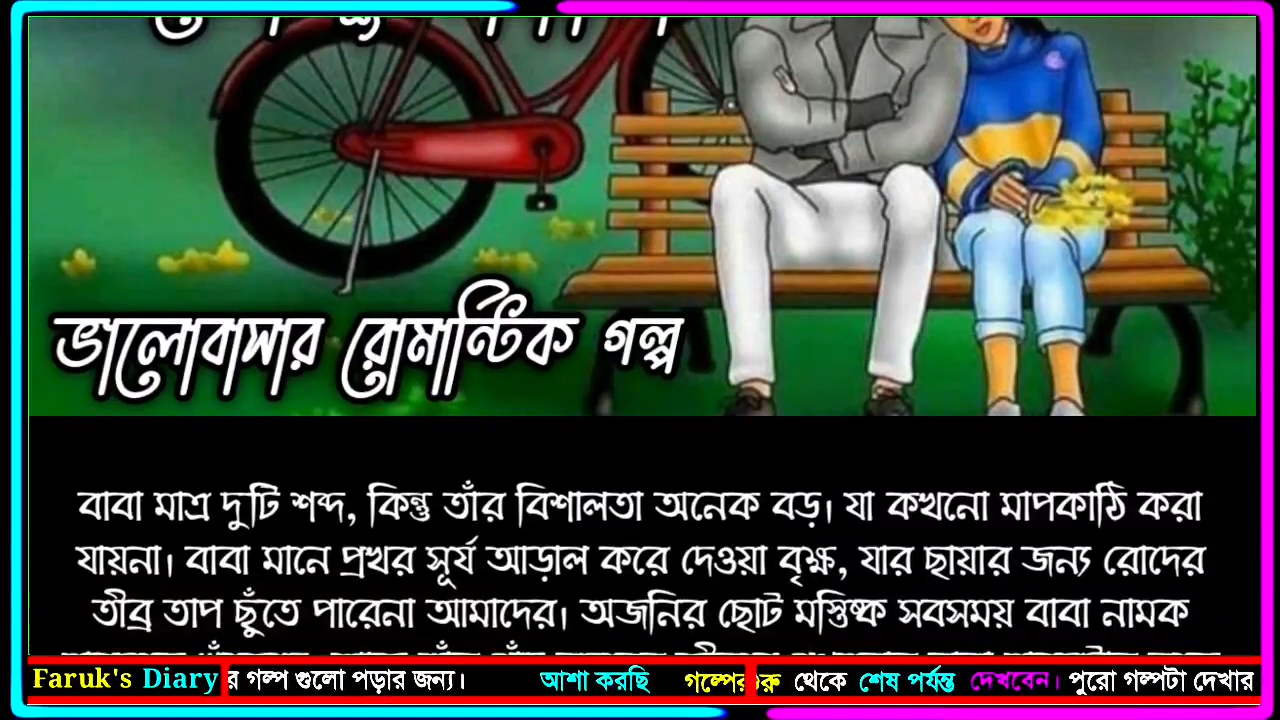 ভালোবাসার রোমান্টিক গল্প
বাবা মাত্র দুটি শব্দ, কিন্তু তাঁর বিশালতা অনেক বড়। যা কখনো মাপকাঠি করা
যায়না। বাবা মানে প্রখর সূর্য আড়াল করে দেওয়া বৃক্ষ, যার ছায়ার জন্য রোদের
তীব্র তাপ ছুঁতে পারেনা আমাদের। অজনির ছোট মস্তিষ্ক সবসময় বাবা নামক
Faruk's Diary র গল্প গুলো পড়ার জন্য। আশা করছি গল্পের থেকে শেষ পর্যন্ত দেখবেন। পুরো গল্পটা দেখার